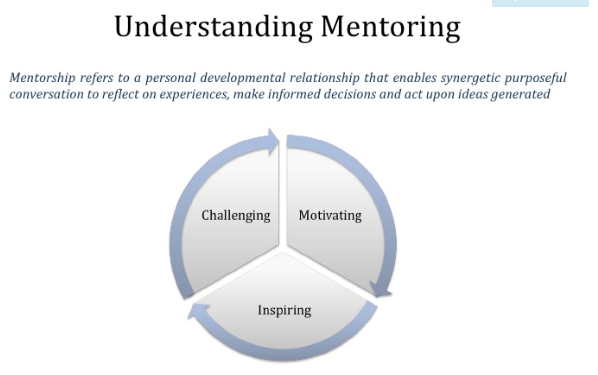 Understanding Mentoring
Mentorship refers to a personal developmental relationship that enables synergetic purposeful
conversation to reflect on experiences, make informed decisions and act upon ideas generated
Challenging
Motivating
Inspiring